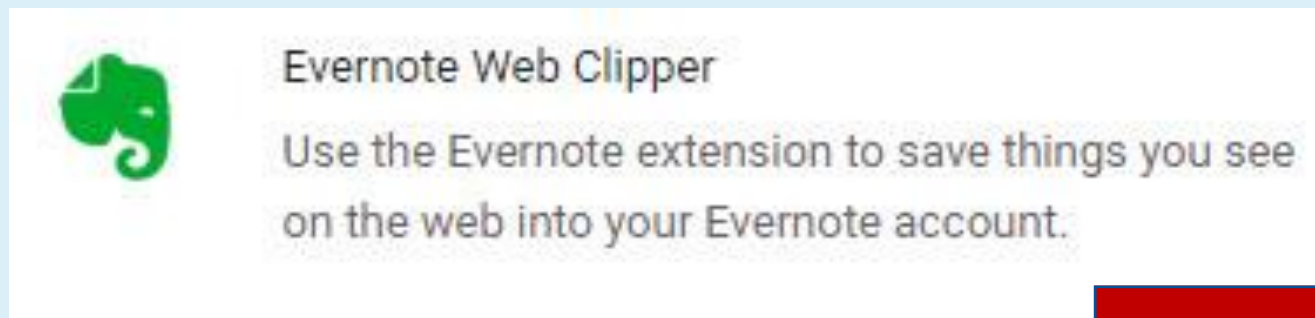 Evernote Web Clipper
Use the Evernote extension to save things you see
on the web into your Evernote account.